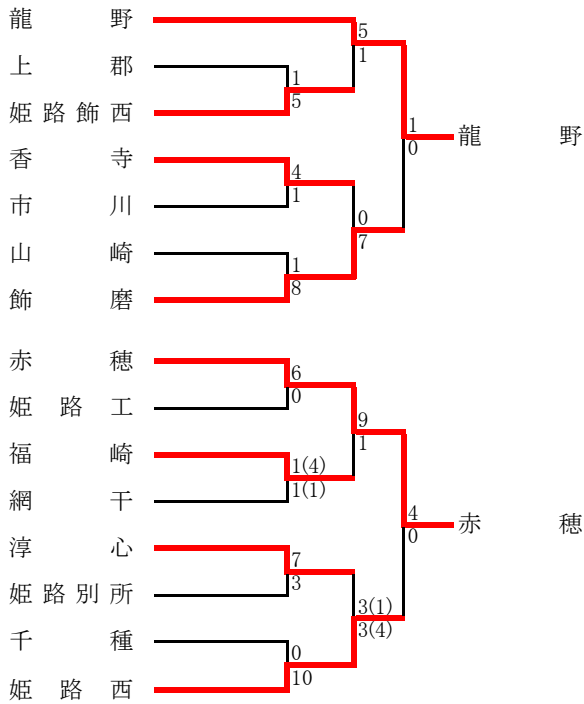 龍野
5
上郡
1
1
姫路飾西
5
香寺
1
龍野
4
0
市川
1
0
山崎
7
1
飾磨
8
赤穂
6
姫路工
0
9
福崎
1
1(4)
網干
1(1)
4
赤穂
淳心
0
7
姫路別所
3
3(1)
千種
3(4)
0
姫路西
10